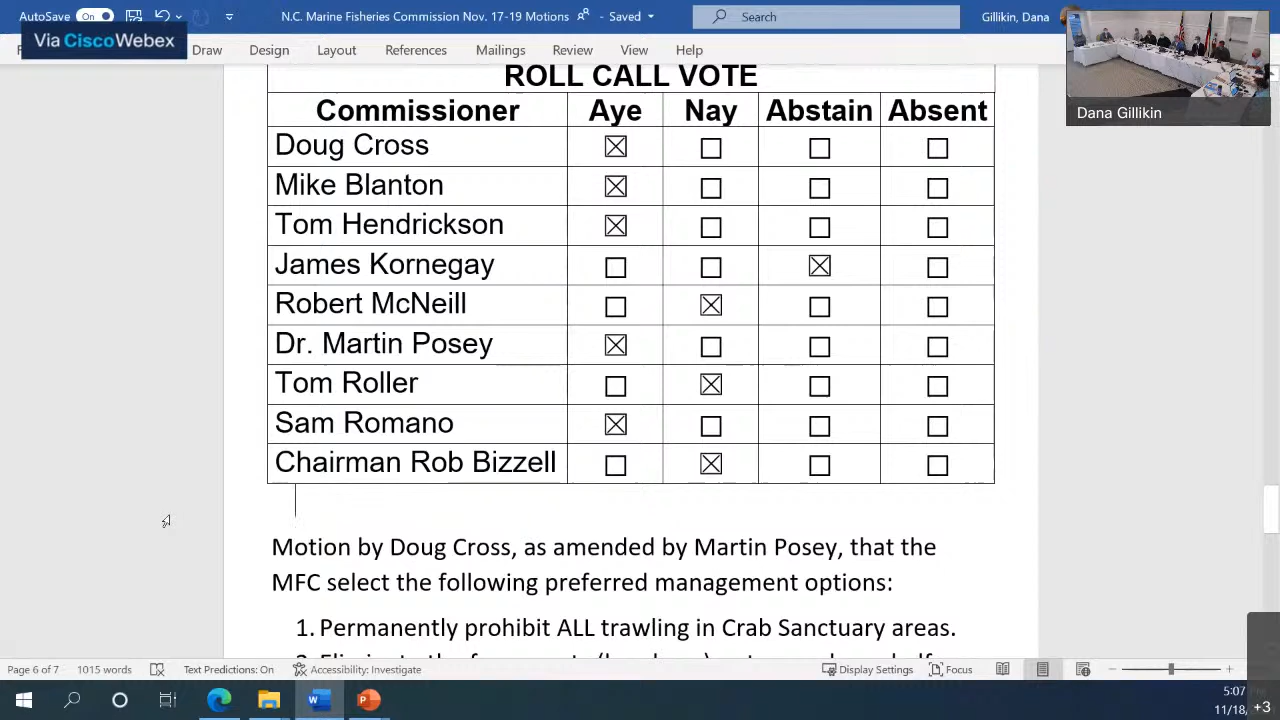 AutoSave On N.C. Marine Fisheries Commission Nov. 17-19 Motions - Saved Search Gillikin, Dana
Via Cisco Webex Draw Design Layout References Mailings Review View Help
Dana Gillikin
ROLL CALL VOTE
Commissioner Aye Nay Abstain Absent
Doug Cross ☒ ☐ ☐ ☐
Mike Blanton ☒ ☐ ☐ ☐
Tom Hendrickson ☒ ☐ ☐ ☐
James Kornegay ☐ ☐ ☒ ☐
Robert McNeill ☐ ☒ ☐ ☐
Dr. Martin Posey ☒ ☐ ☐ ☐
Tom Roller ☐ ☒ ☐ ☐
Sam Romano ☒ ☐ ☐ ☐
Chairman Rob Bizzell ☐ ☒ ☐ ☐
Motion by Doug Cross, as amended by Martin Posey, that the
MFC select the following preferred management options:
1. Permanently prohibit ALL trawling in Crab Sanctuary areas.
Page 6 of 7 1015 words Text Predictions: On Accessibility: Investigate Display Settings Focus
5:07
11/18/ +3